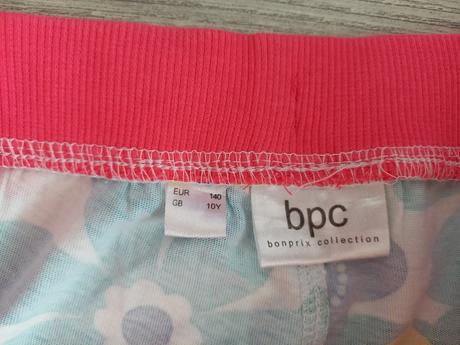 EUR 140
GB 10Y
bpc
bonprix collection